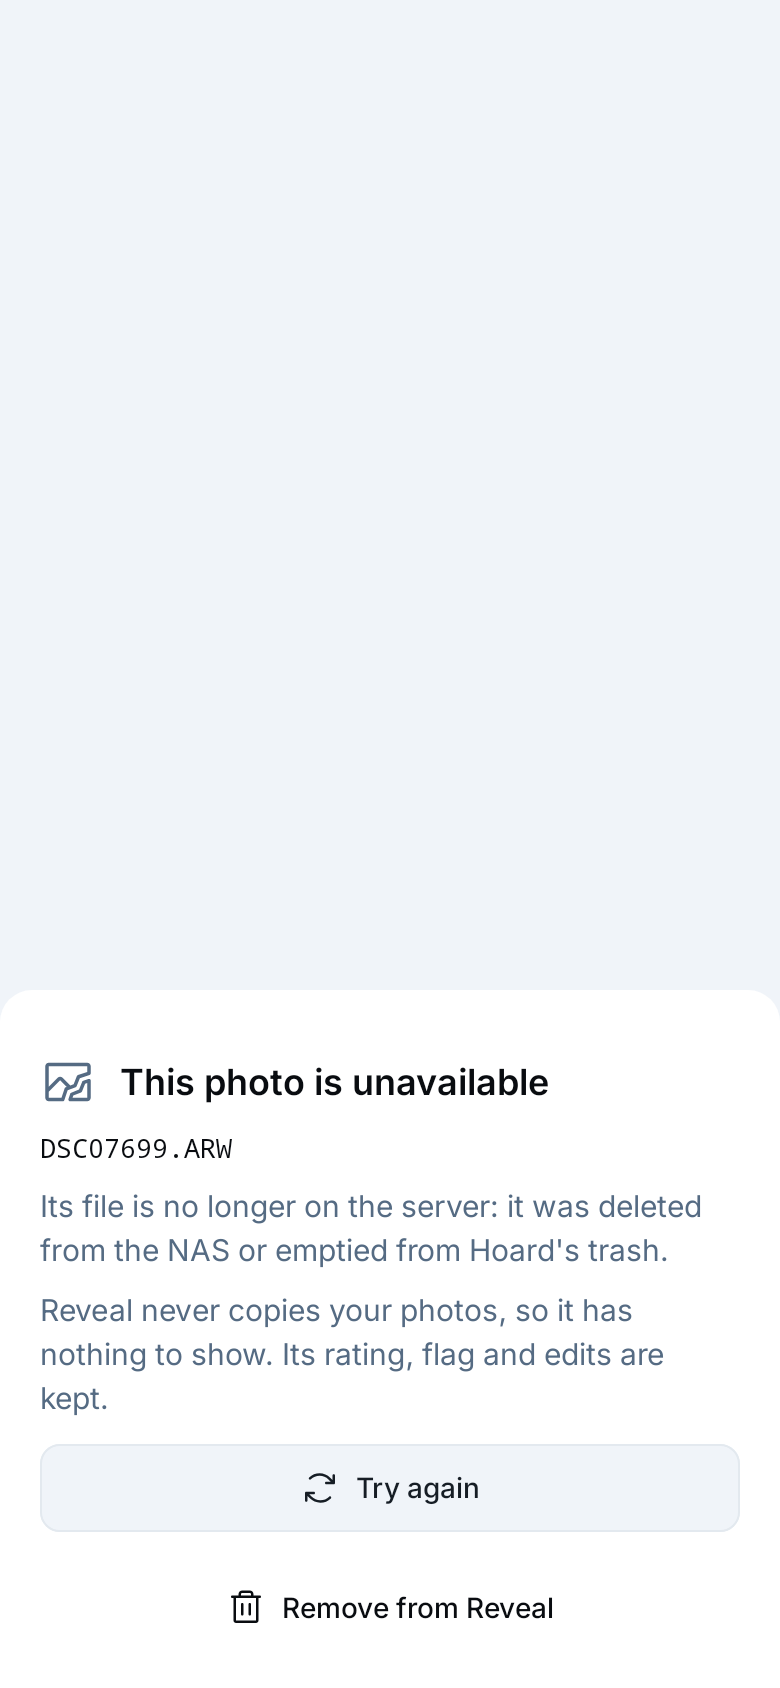 This photo is unavailable
DSC07699.ARW
Its file is no longer on the server: it was deleted
from the NAS or emptied from Hoard's trash.
Reveal never copies your photos, so it has
nothing to show. Its rating, flag and edits are
kept.
Try again
Remove from Reveal